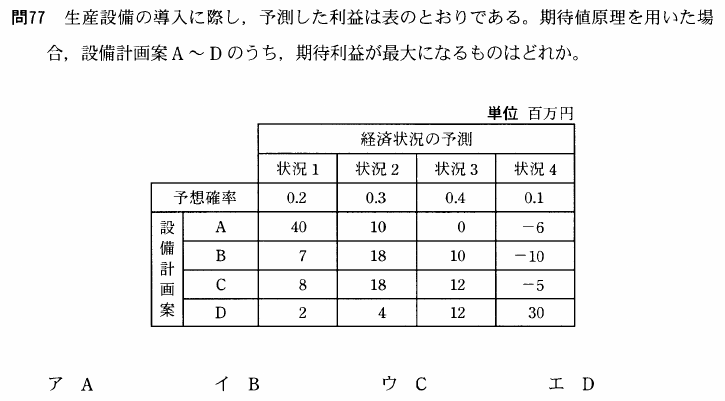 問77 生産設備の導入に際し，予測した利益は表のとおりである。期待値原理を用いた場
合，設備計画案A～Dのうち，期待利益が最大になるものはどれか。
単位 百万円
経済状況の予測
状況1 状況2 状況3 状況4
予想確率 0.2 0.3 0.4 0.1
設備計画案
A 40 10 0 －6
B 7 18 10 －10
C 8 18 12 －5
D 2 4 12 30
ア A イ B ウ C エ D